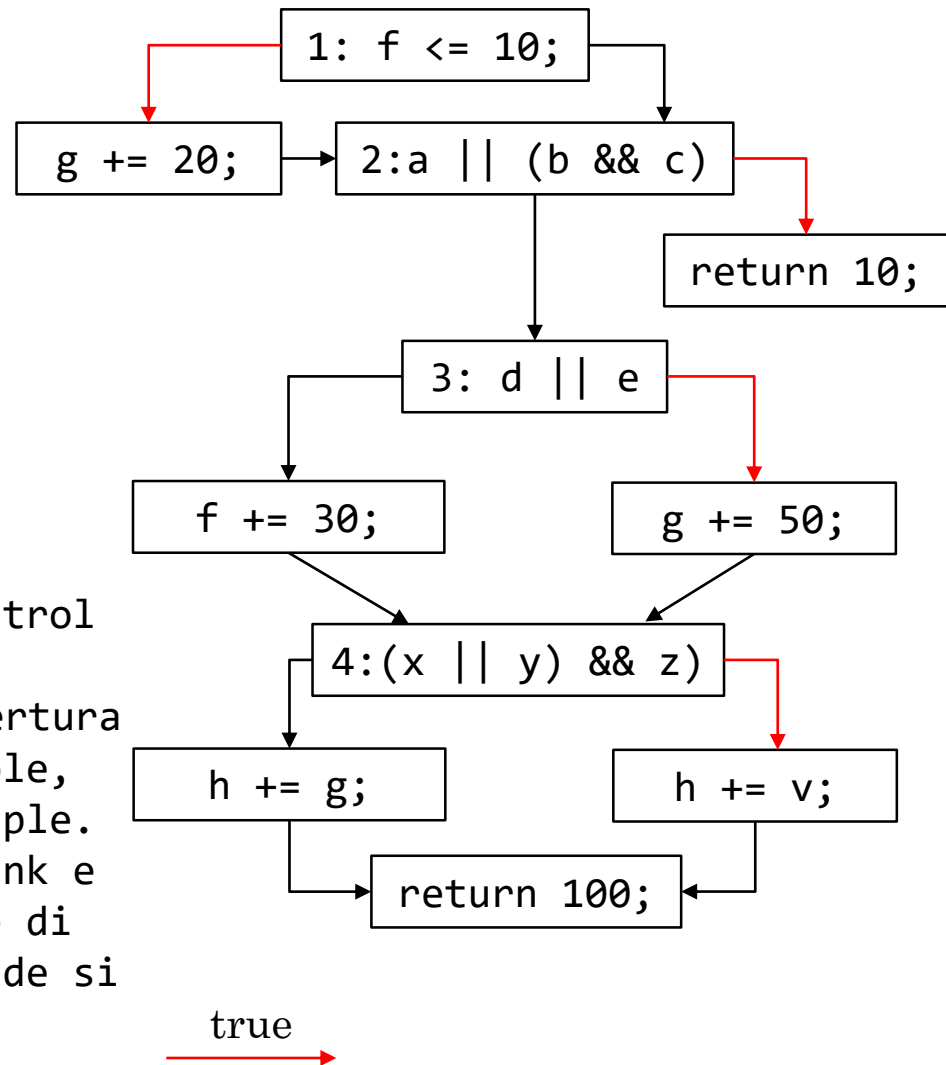 1: f <= 10;
g += 20;
2:a || (b && c)
return 10;
3: d || e
f += 30;
g += 50;
trol
4:(x || y) && z)
ertura
h += g;
h += v;
le,
ple.
nk e
return 100;
di
de si
true